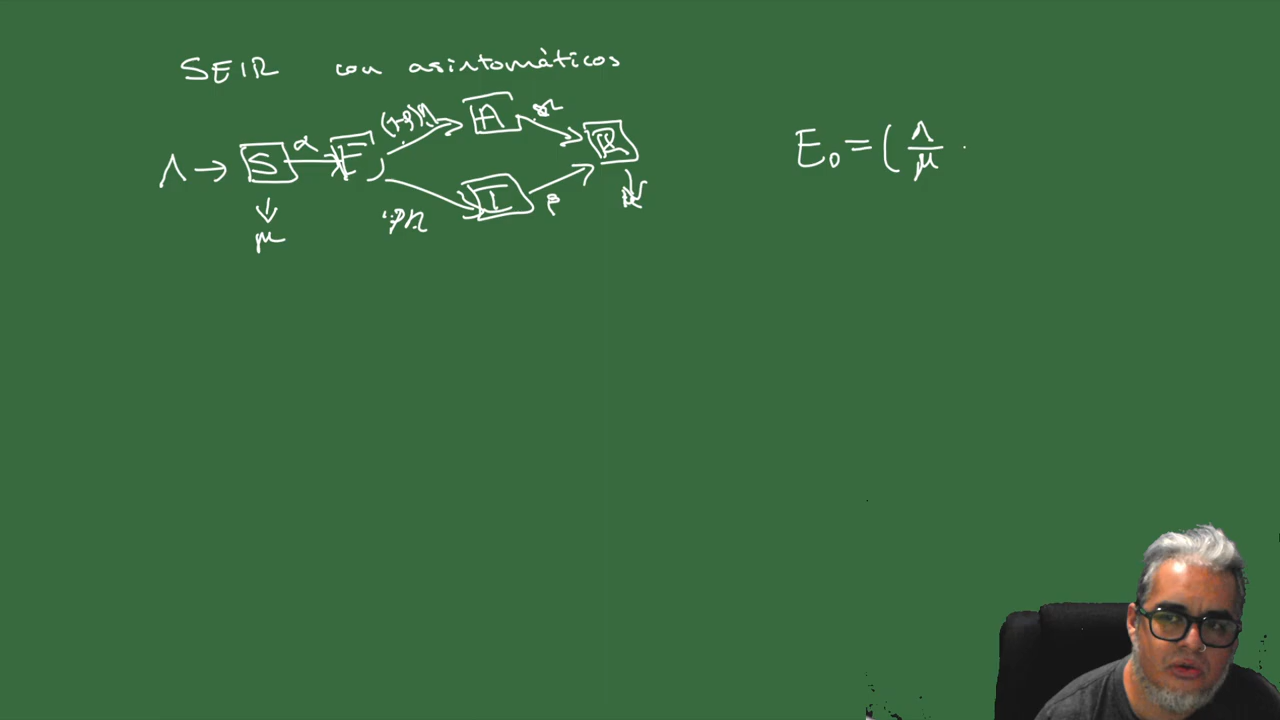 SEIR con asintomáticos
Λ → S α E (1-p)η A γ R
E₀ = ( Λ/μ
pη I β
μ